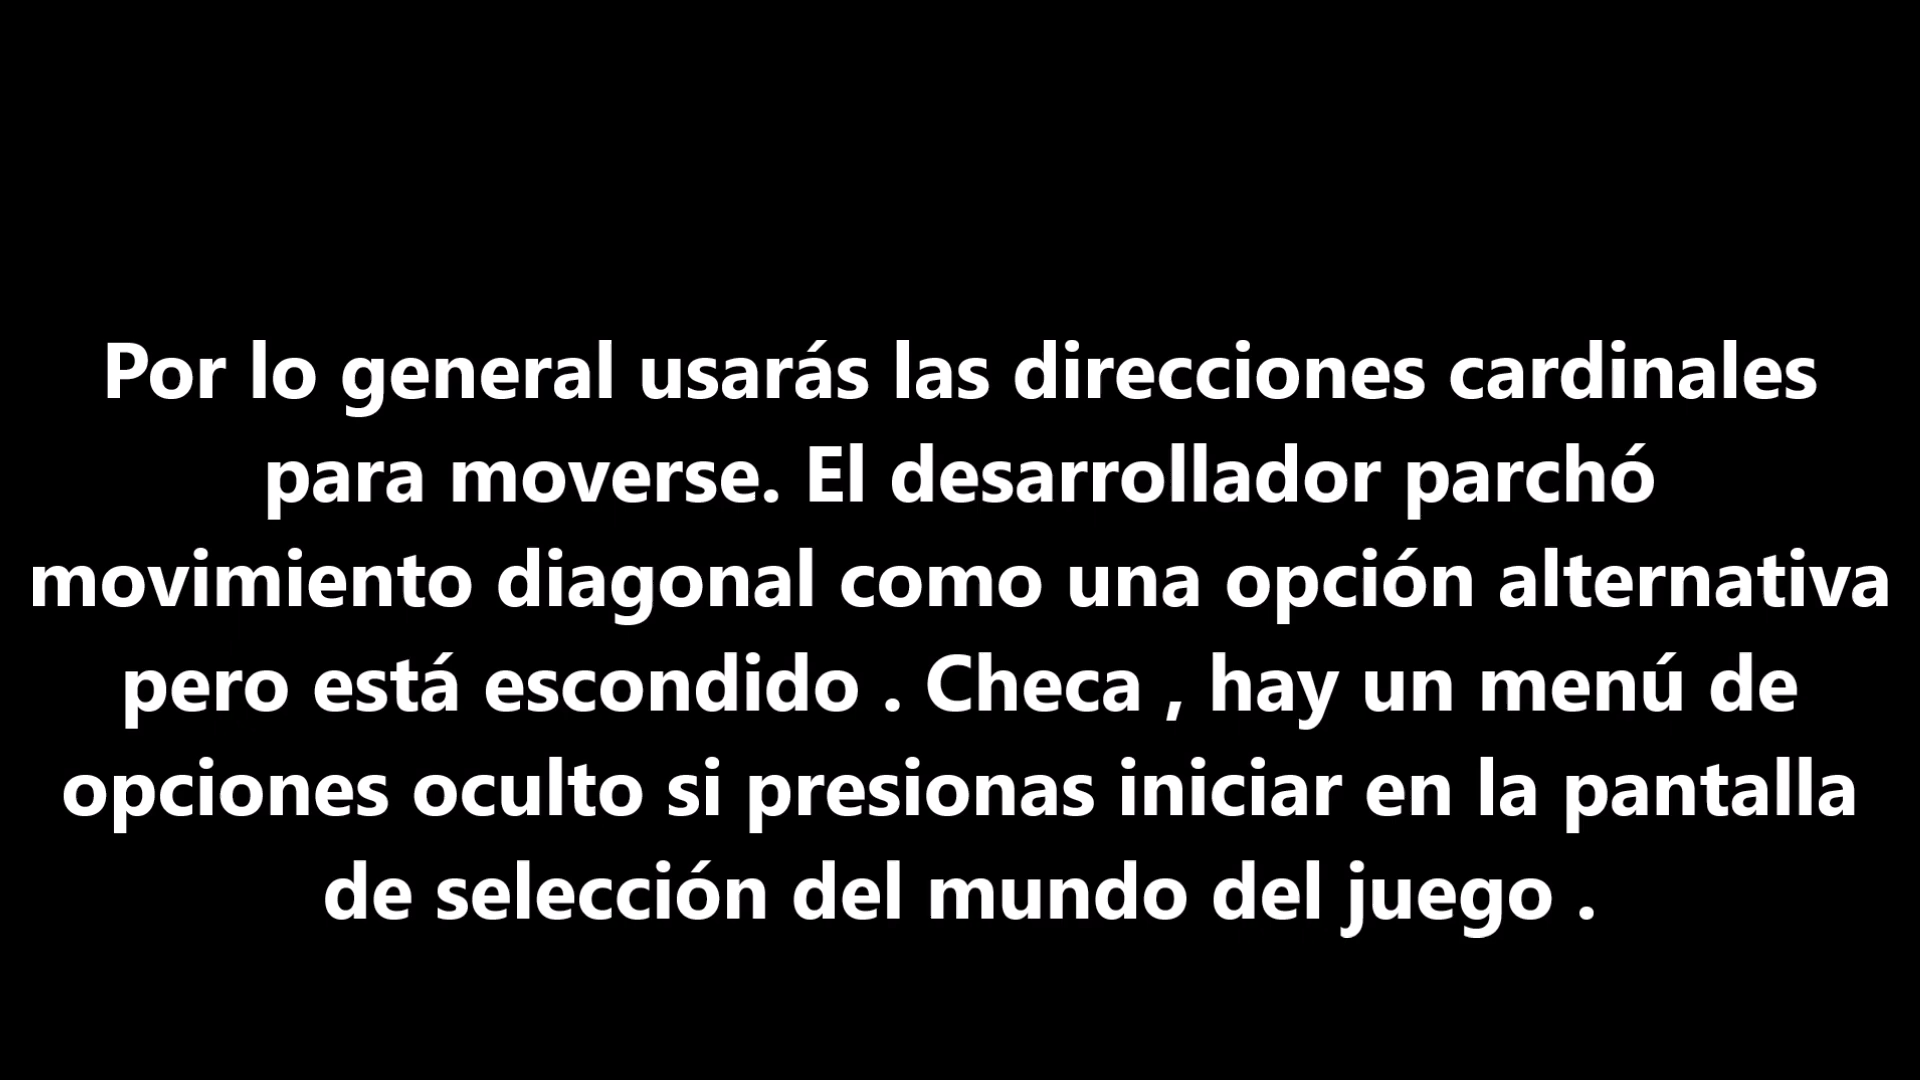 Por lo general usarás las direcciones cardinales
para moverse. El desarrollador parchó
movimiento diagonal como una opción alternativa
pero está escondido . Checa , hay un menú de
opciones oculto si presionas iniciar en la pantalla
de selección del mundo del juego .